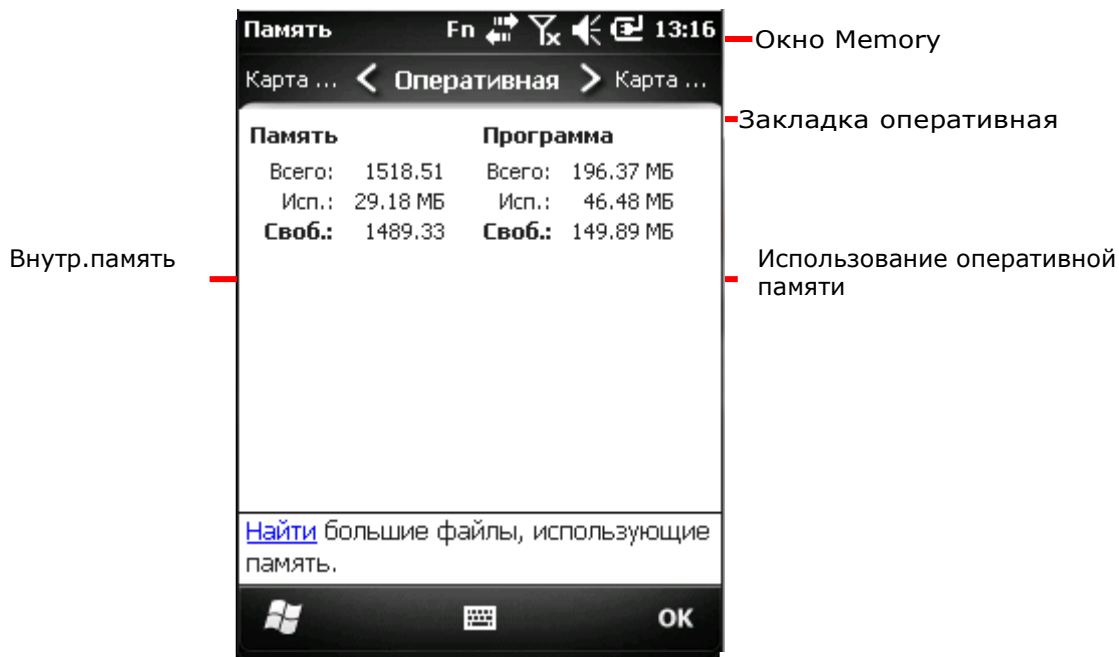 Память Fn 13:16
Окно Memory
Карта ... Оперативная Карта ...
Закладка оперативная
Память Программа
Всего: 1518.51 Всего: 196.37 МБ
Исп.: 29.18 МБ Исп.: 46.48 МБ
Своб.: 1489.33 Своб.: 149.89 МБ
Внутр.память
Использование оперативной
памяти
Найти большие файлы, использующие
память.
ОК